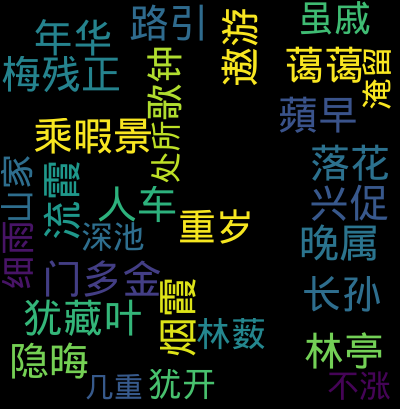 年华
路引
遨游
虽戚
梅残正
歌钟
蔼蔼
淹留
蘋早
乘暇景
处所
落花
山家
流霞
人车
兴促
重岁
深池
晚属
细雨
门多金
长孙
烟霞
犹藏叶
林薮
林亭
隐晦
几重
犹开
不涨